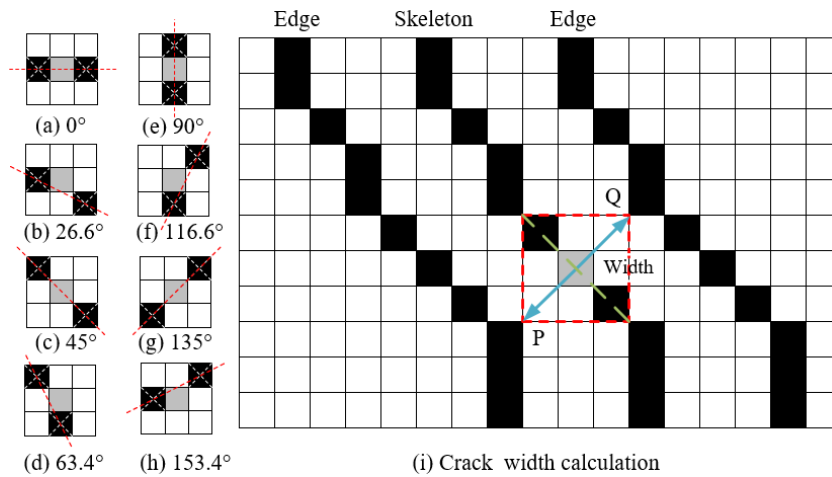 Edge Skeleton Edge
(a) 0° (e) 90°
(b) 26.6° (f) 116.6°
(c) 45° (g) 135°
(d) 63.4° (h) 153.4°
Q
Width
P
(i) Crack width calculation